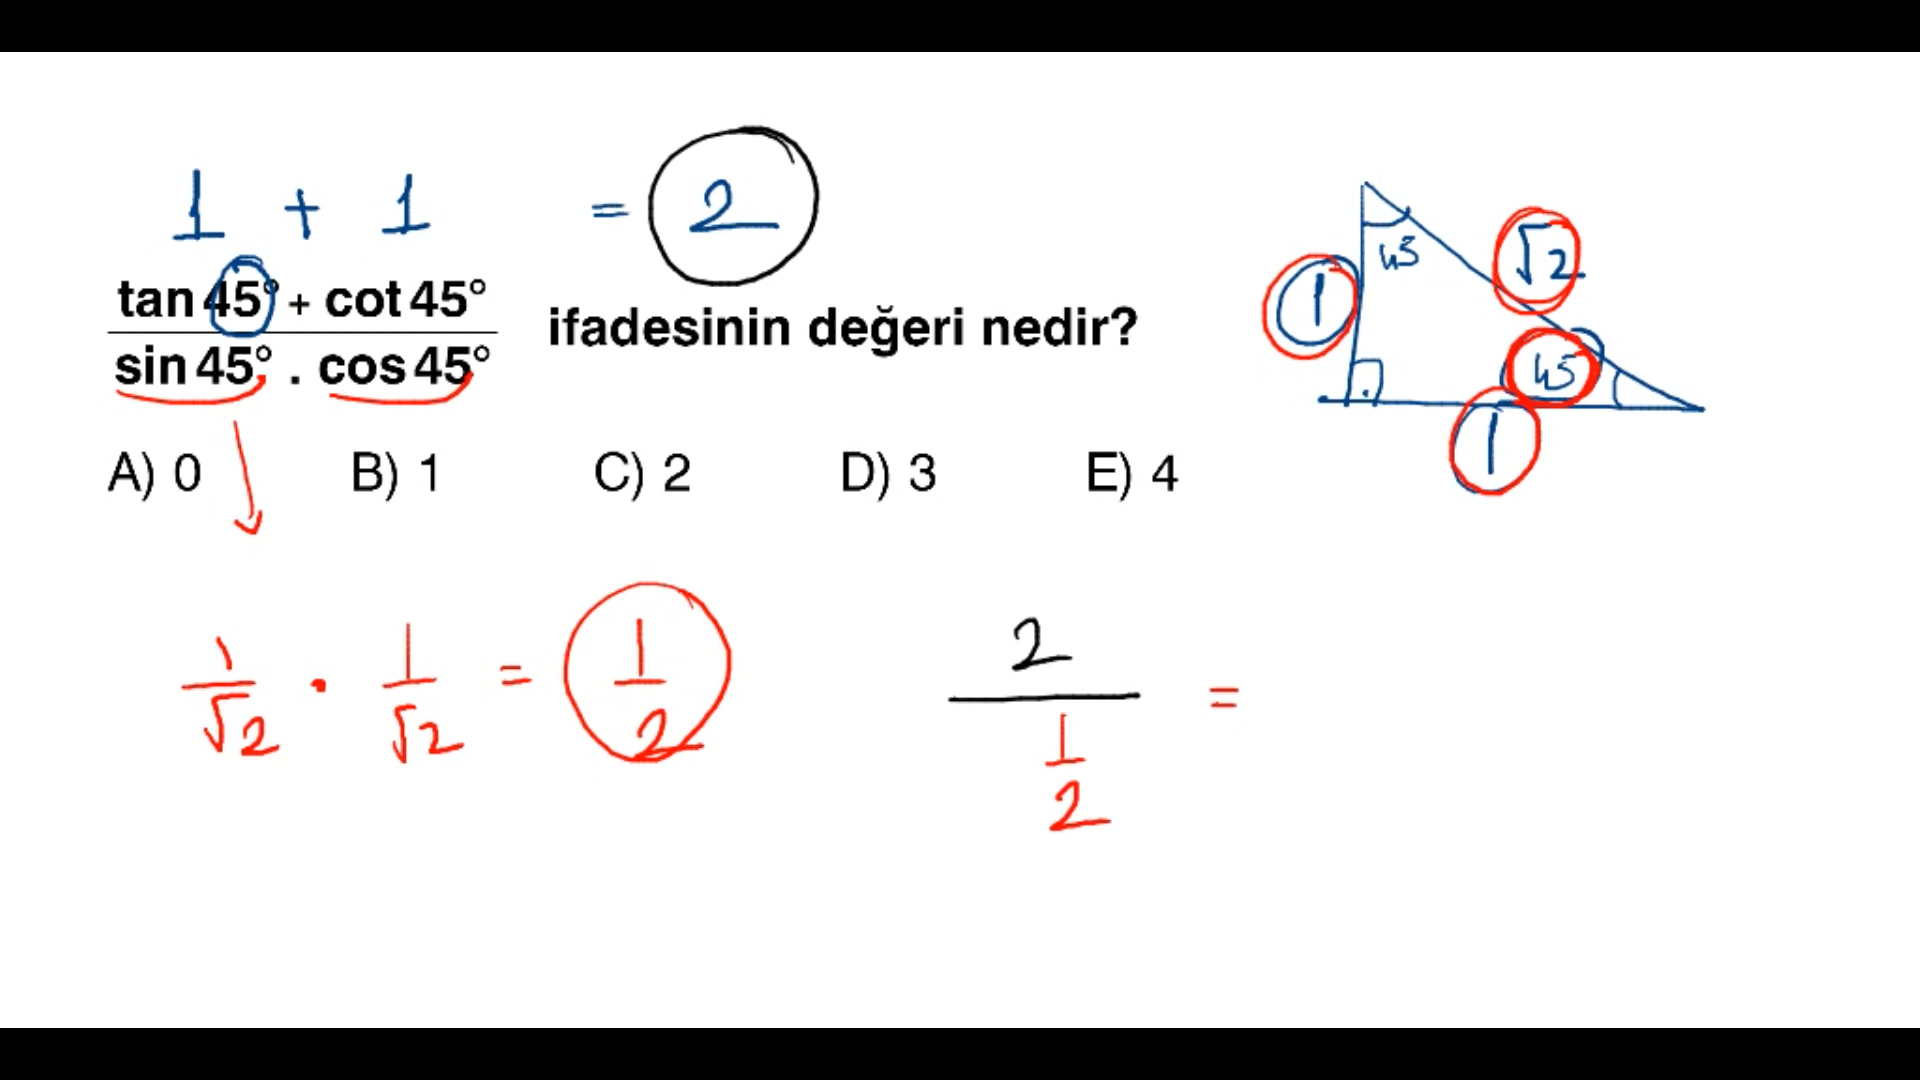 1 + 1 = 2
tan 45° + cot 45°
sin 45° . cos 45°
ifadesinin değeri nedir?
A) 0 B) 1 C) 2 D) 3 E) 4
45
√2
1
45
1
1/√2 · 1/√2 = 1/2
2
1
2
=